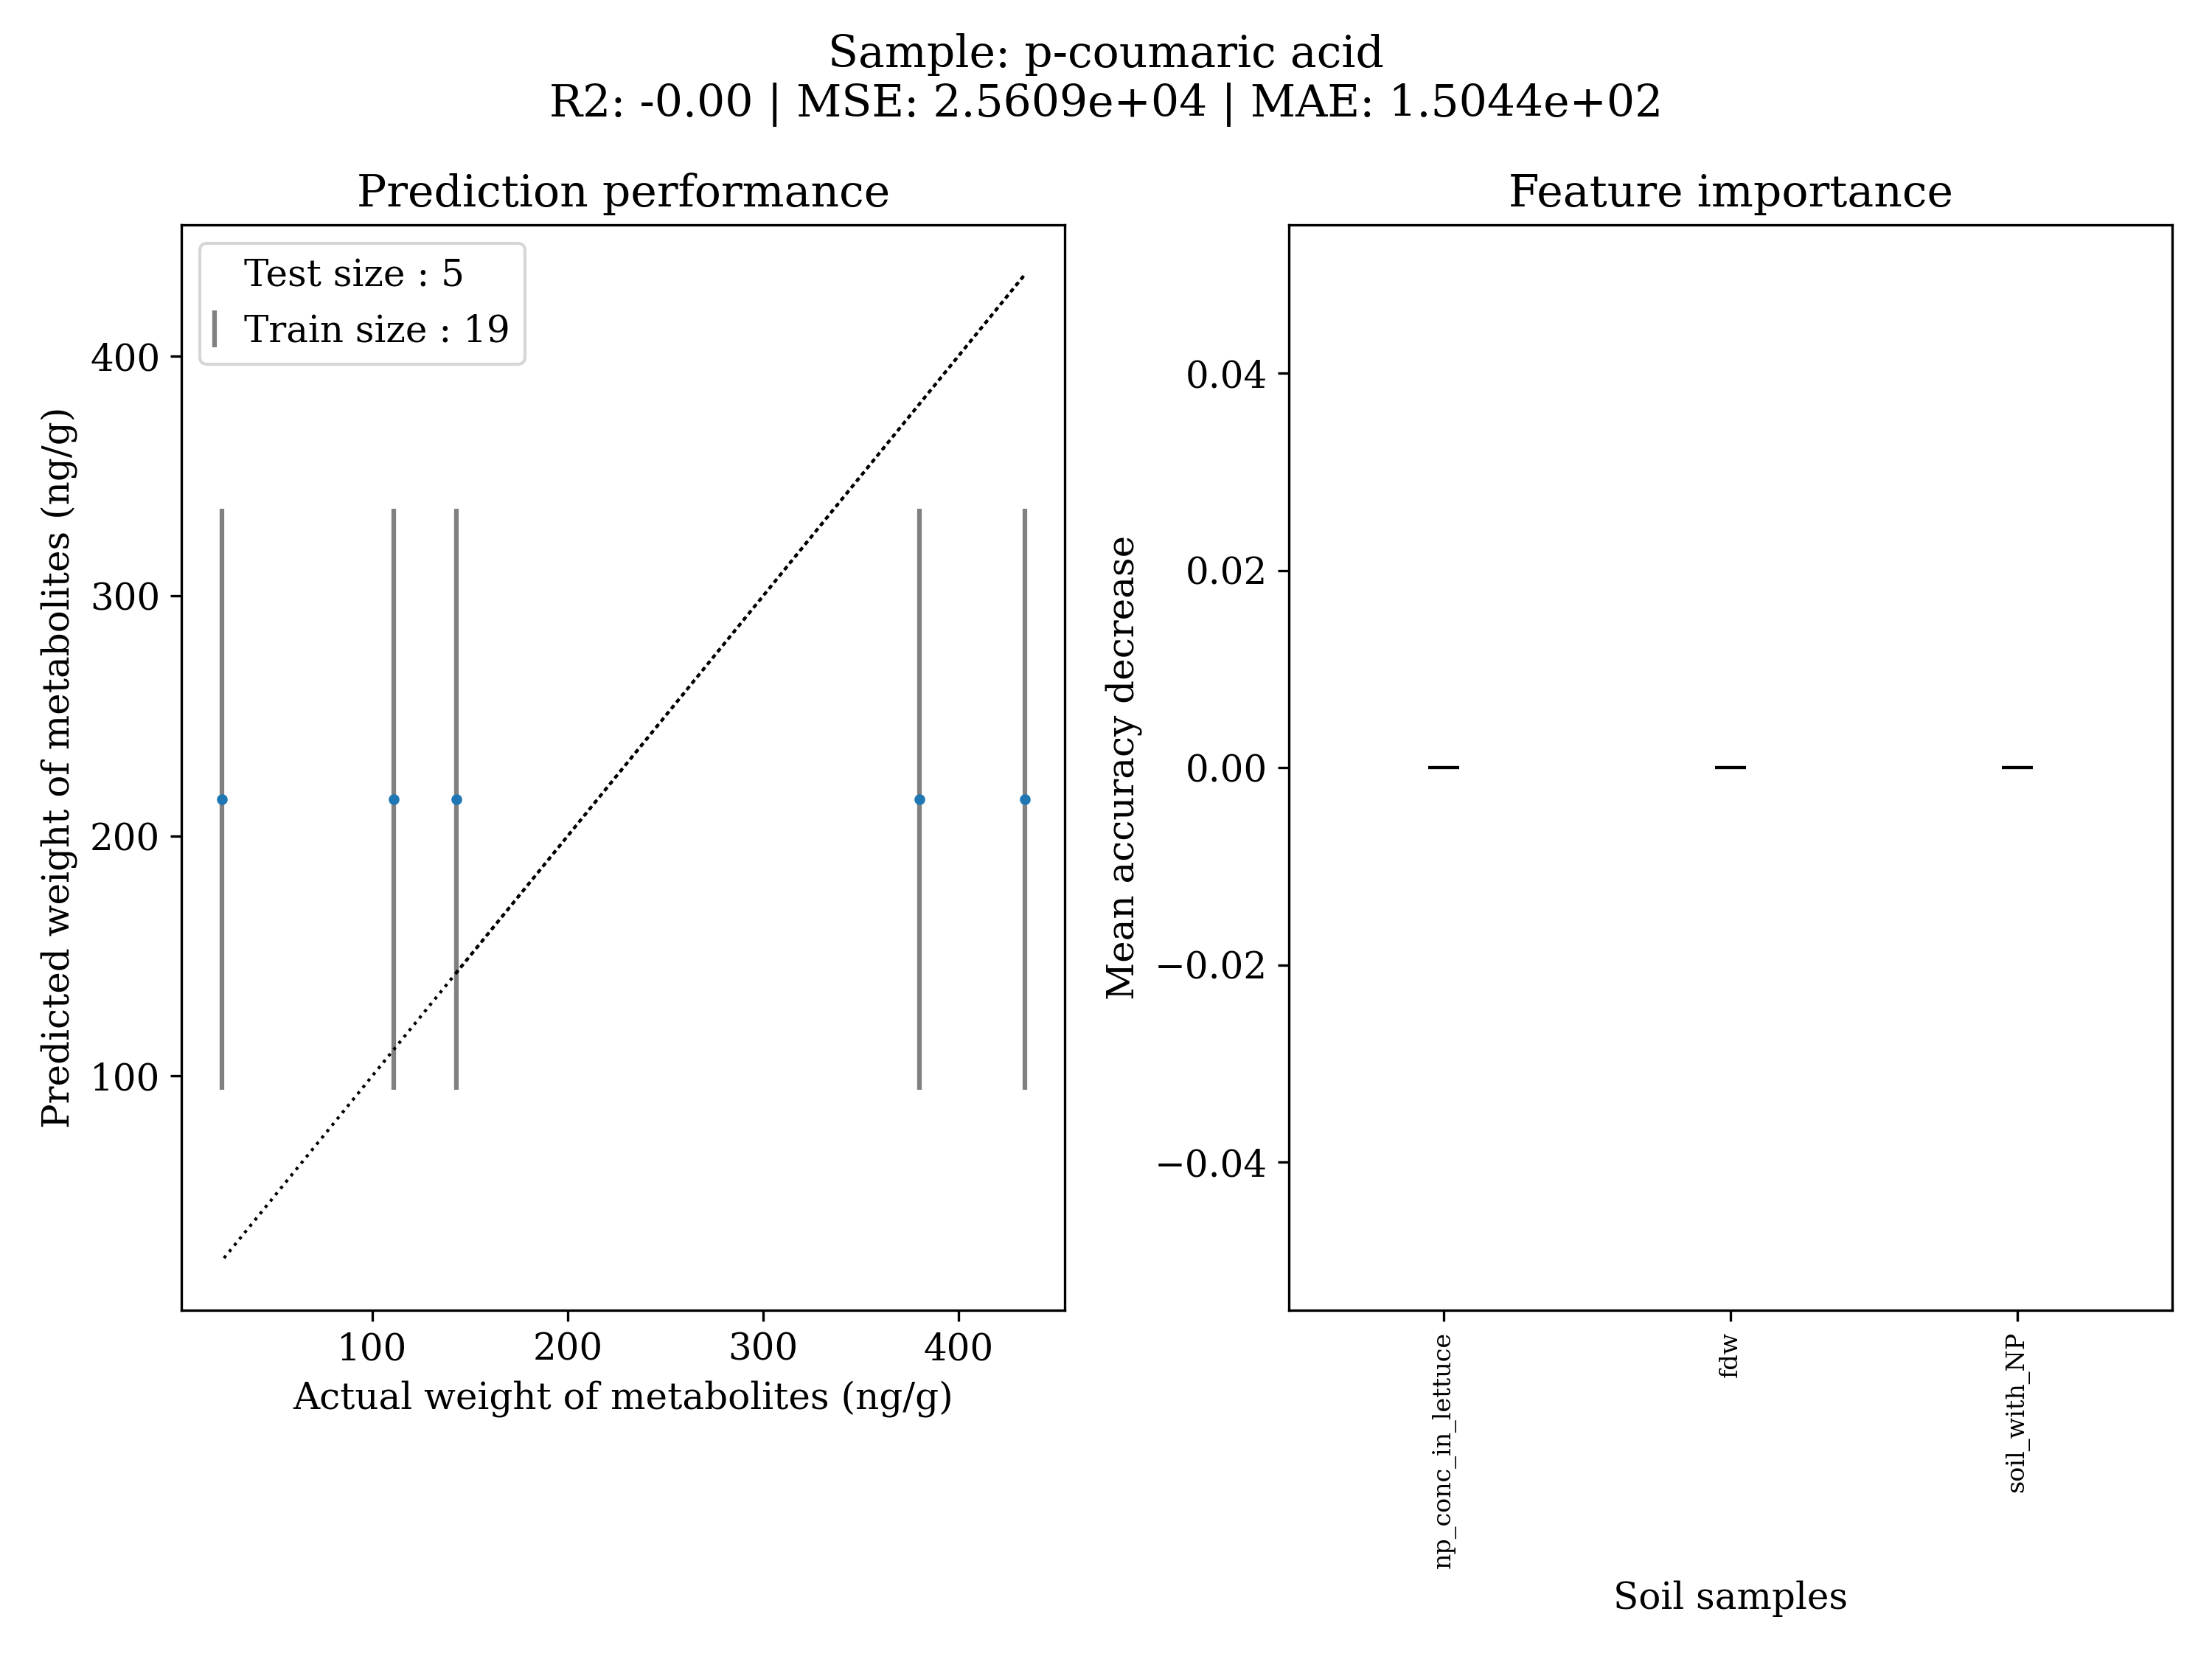 Sample: p-coumaric acid
R2: -0.00 | MSE: 2.5609e+04 | MAE: 1.5044e+02
Prediction performance
Test size : 5
Train size : 19
400
300
200
100
Predicted weight of metabolites (ng/g)
100 200 300 400
Actual weight of metabolites (ng/g)
Feature importance
0.04
0.02
0.00
−0.02
−0.04
Mean accuracy decrease
np_conc_in_lettuce
fdw
soil_with_NP
Soil samples